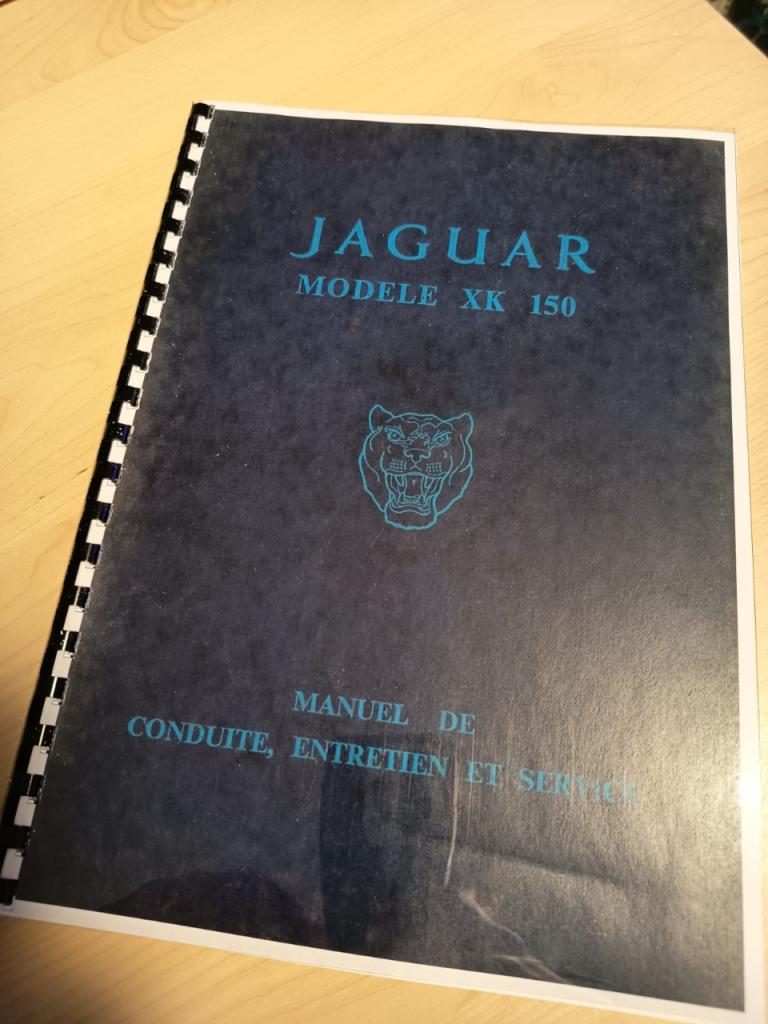 JAGUAR
MODELE XK 150
MANUEL DE
CONDUITE, ENTRETIEN ET SERVICE